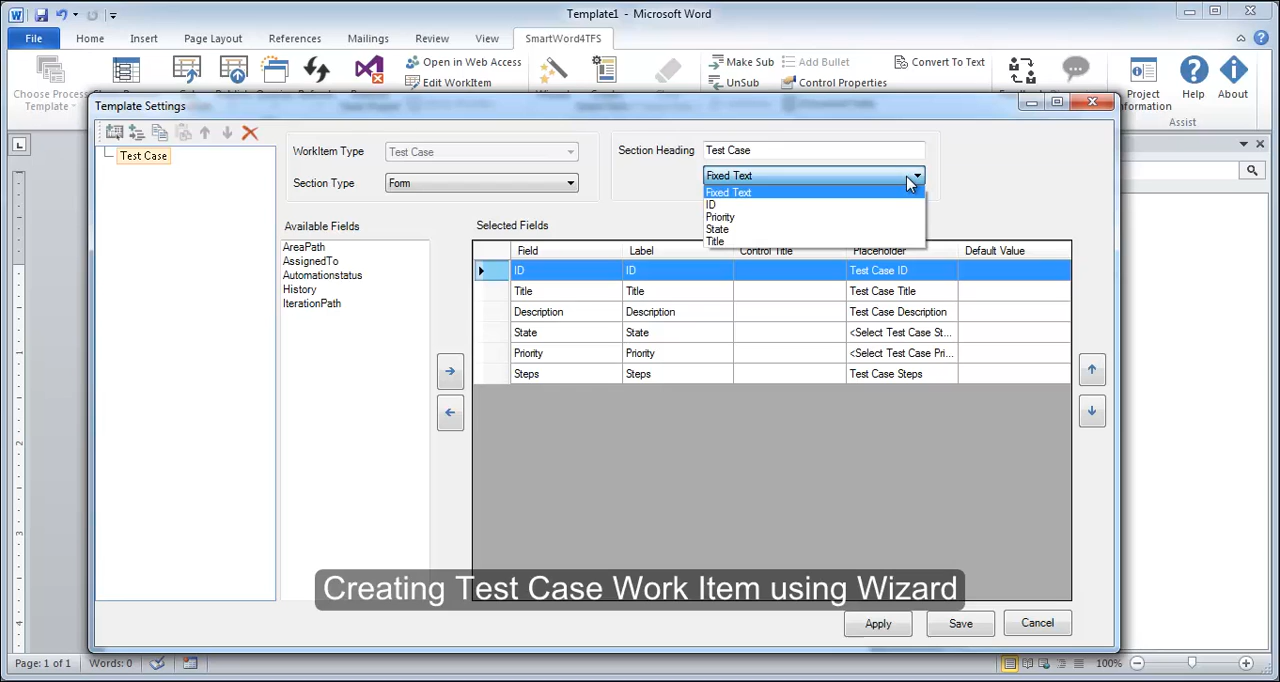 Template1 - Microsoft Word
File Home Insert Page Layout References Mailings Review View SmartWord4TFS
Open in Web Access Make Sub Add Bullet Convert To Text
Edit WorkItem UnSub Control Properties
Choose Process
Template
Project
Information
Help About
Assist
Template Settings
Test Case
WorkItem Type Test Case
Section Type Form
Section Heading Test Case
Fixed Text
Fixed Text
ID
Priority
State
Title
Available Fields
AreaPath
AssignedTo
Automationstatus
History
IterationPath
Selected Fields
Field Label Control Title Placeholder Default Value
ID ID Test Case ID
Title Title Test Case Title
Description Description Test Case Description
State State <Select Test Case St...
Priority Priority <Select Test Case Pri...
Steps Steps Test Case Steps
Creating Test Case Work Item using Wizard
Apply Save Cancel
Page: 1 of 1 Words: 0 100%